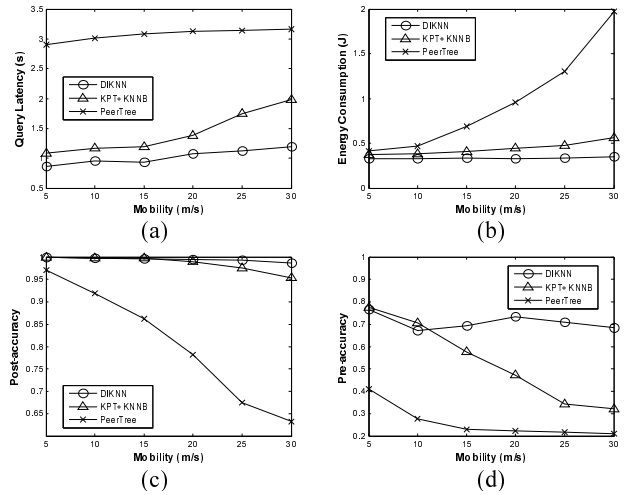 3.5
3
2.5
2
1.5
1
0.5
5 10 15 20 25 30
Query Latency (s)
Mobility (m/s)
DIKNN
KPT+KNNB
PeerTree
(a)
2
1.5
1
0.5
0
5 10 15 20 25 30
Energy Consumption (J)
Mobility (m/s)
DIKNN
KPT+KNNB
PeerTree
(b)
1
0.95
0.9
0.85
0.8
0.75
0.7
0.65
5 10 15 20 25 30
Post-accuracy
Mobility (m/s)
DIKNN
KPT+KNNB
PeerTree
(c)
1
0.9
0.8
0.7
0.6
0.5
0.4
0.3
0.2
5 10 15 20 25 30
Pre-accuracy
Mobility (m/s)
DIKNN
KPT+KNNB
PeerTree
(d)